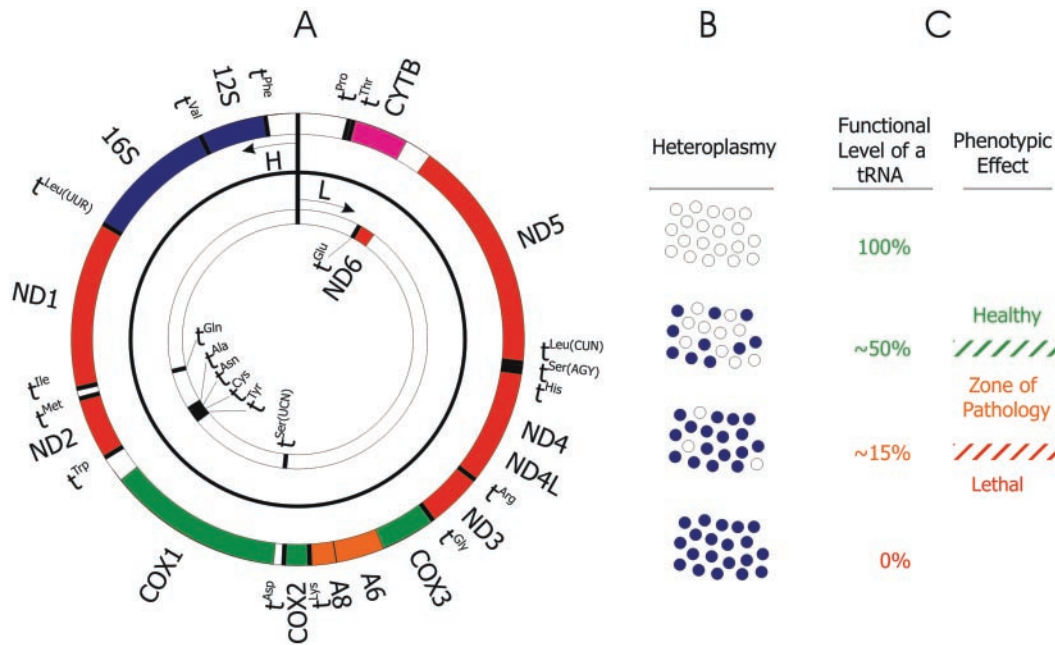 A
B
C
t^Pro
t^Thr
CYTB
ND5
t^Leu(CUN)
t^Ser(AGY)
t^His
ND4
ND4L
t^Arg
ND3
t^Gly
COX3
A6
A8
t^Lys
COX2
t^Asp
COX1
t^Trp
ND2
t^Met
t^Ile
ND1
t^Leu(UUR)
16S
t^Val
12S
t^Phe
H
L
t^Glu
ND6
t^Gln
t^Ala
t^Asn
t^Cys
t^Tyr
t^Ser(UCN)
Heteroplasmy
Functional
Level of a
tRNA
Phenotypic
Effect
100%
~50%
~15%
0%
Healthy
Zone of
Pathology
Lethal